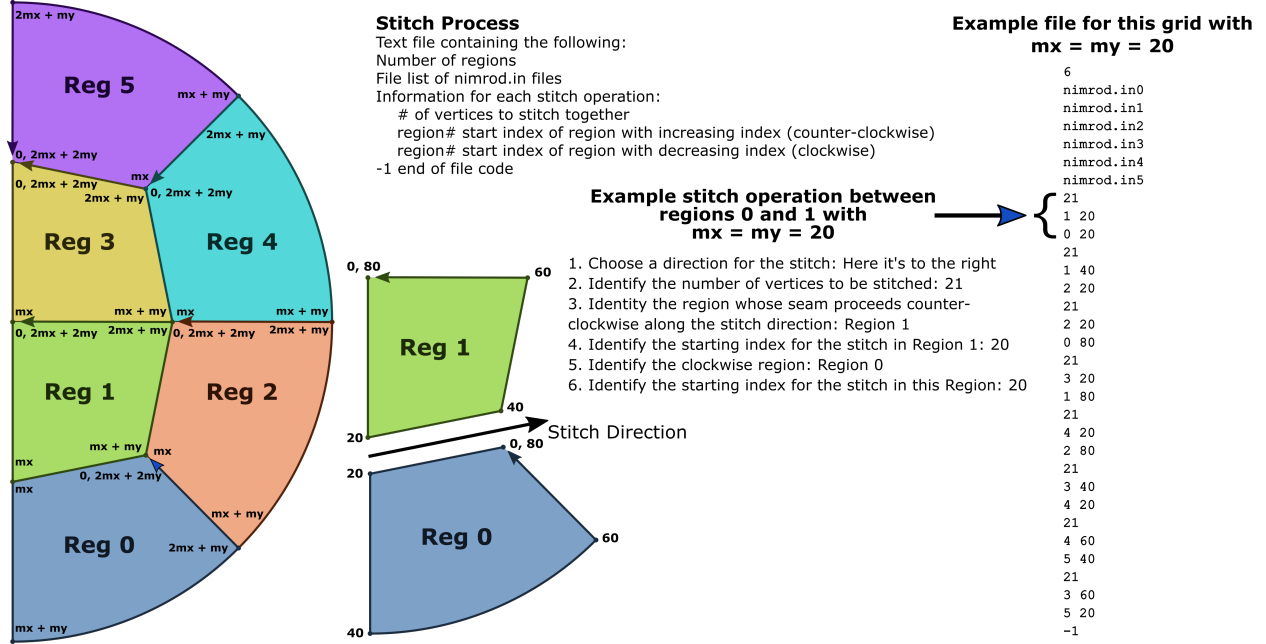 2mx + my
Reg 5
mx + my
2mx + my
0, 2mx + 2my
mx
0, 2mx + 2my
0, 2mx + 2my
2mx + my
Reg 3
Reg 4
mx
mx + my
mx
mx + my
0, 2mx + 2my
2mx + my
0, 2mx + 2my
2mx + my
Reg 1
Reg 2
mx + my
mx
mx
0, 2mx + 2my
mx
mx + my
Reg 0
2mx + my
mx + my
Stitch Process
Text file containing the following:
Number of regions
File list of nimrod.in files
Information for each stitch operation:
# of vertices to stitch together
region# start index of region with increasing index (counter-clockwise)
region# start index of region with decreasing index (clockwise)
-1 end of file code
Example stitch operation between
regions 0 and 1 with
mx = my = 20
0, 80
60
Reg 1
40
20
Stitch Direction
20
0, 80
Reg 0
60
40
1. Choose a direction for the stitch: Here it's to the right
2. Identify the number of vertices to be stitched: 21
3. Identity the region whose seam proceeds counter-
clockwise along the stitch direction: Region 1
4. Identify the starting index for the stitch in Region 1: 20
5. Identify the clockwise region: Region 0
6. Identify the starting index for the stitch in this Region: 20
Example file for this grid with
mx = my = 20
6
nimrod.in0
nimrod.in1
nimrod.in2
nimrod.in3
nimrod.in4
nimrod.in5
21
1 20
0 20
21
1 40
2 20
21
2 20
0 80
21
3 20
1 80
21
4 20
2 80
21
3 40
4 20
21
4 60
5 40
21
3 60
5 20
-1